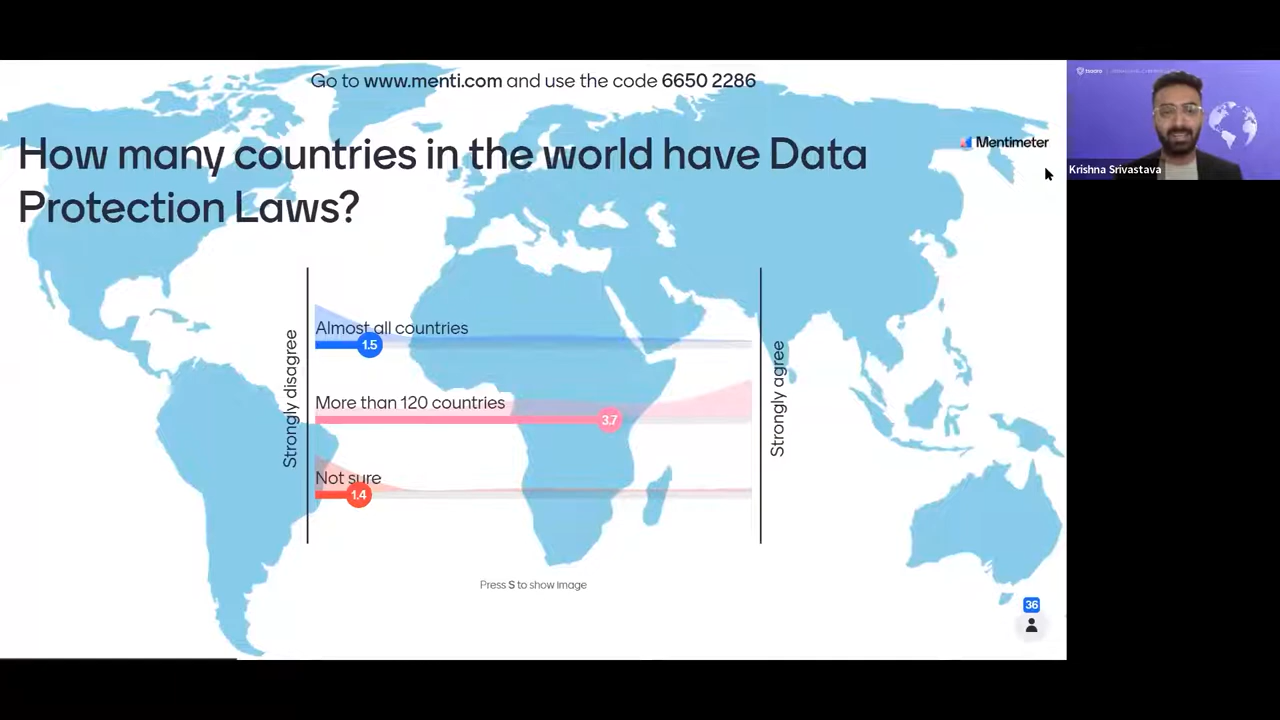 Go to www.menti.com and use the code 6650 2286
How many countries in the world have Data
Protection Laws?
Mentimeter
tsaaro
Krishna Srivastava
Strongly disagree
Almost all countries
1.5
More than 120 countries
3.7
Not sure
1.4
Strongly agree
Press S to show image
36